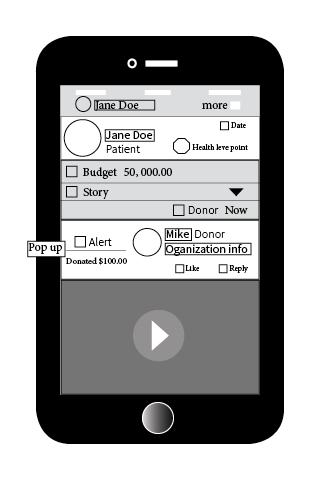 Jane Doe more
Date
Jane Doe
Patient
Health leve point
Budget 50, 000.00
Story
Donor Now
Mike Donor
Pop up Alert Oganization info
Donated $100.00
Like Reply